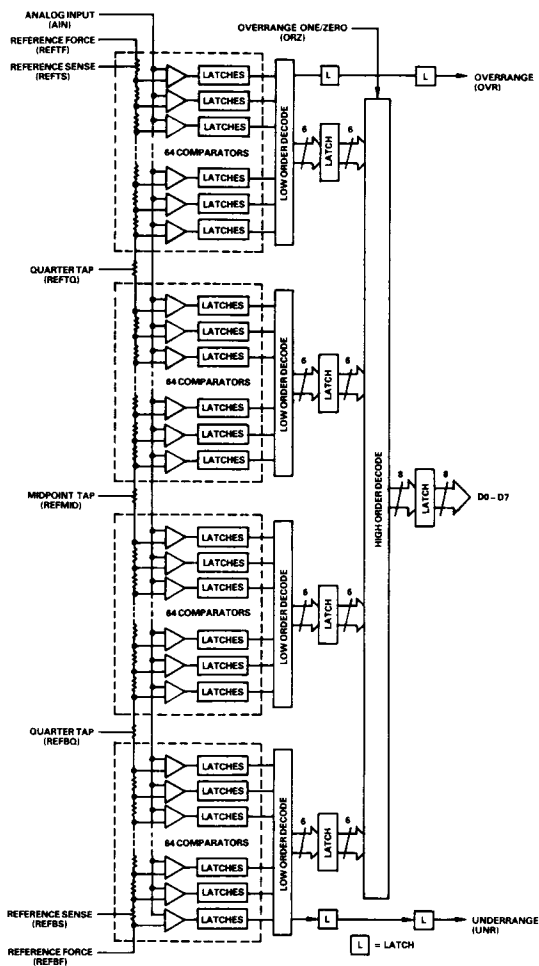 ANALOG INPUT
(AIN)
REFERENCE FORCE
(REFTF)
REFERENCE SENSE
(REFTS)
OVERRANGE ONE/ZERO
(ORZ)
LATCHES
LATCHES
LATCHES
64 COMPARATORS
LATCHES
LATCHES
LATCHES
LOW ORDER DECODE
L
L
OVERRANGE
(OVR)
6
LATCH
6
QUARTER TAP
(REFTQ)
LATCHES
LATCHES
LATCHES
64 COMPARATORS
LATCHES
LATCHES
LATCHES
LOW ORDER DECODE
6
LATCH
6
HIGH ORDER DECODE
8
LATCH
8
D0–D7
MIDPOINT TAP
(REFMID)
LATCHES
LATCHES
LATCHES
64 COMPARATORS
LATCHES
LATCHES
LATCHES
LOW ORDER DECODE
6
LATCH
6
QUARTER TAP
(REFBQ)
LATCHES
LATCHES
LATCHES
64 COMPARATORS
LATCHES
LATCHES
LATCHES
LOW ORDER DECODE
6
LATCH
6
REFERENCE SENSE
(REFBS)
REFERENCE FORCE
(REFBF)
L
L
UNDERRANGE
(UNR)
L = LATCH